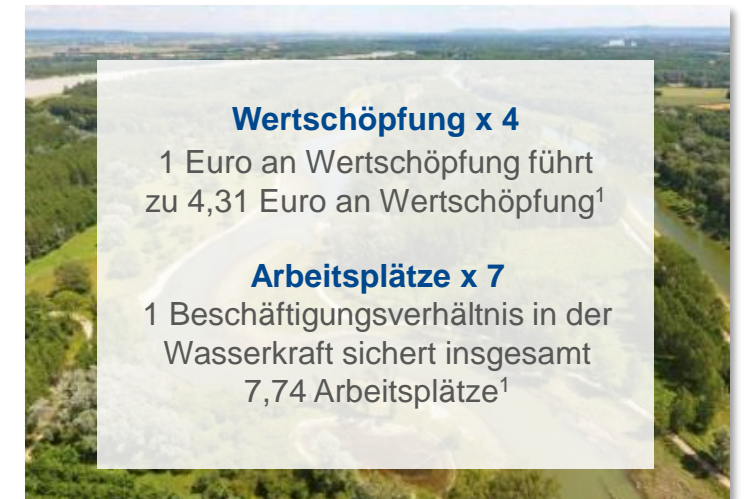 Wertschöpfung x 4
1 Euro an Wertschöpfung führt
zu 4,31 Euro an Wertschöpfung¹
Arbeitsplätze x 7
1 Beschäftigungsverhältnis in der
Wasserkraft sichert insgesamt
7,74 Arbeitsplätze¹